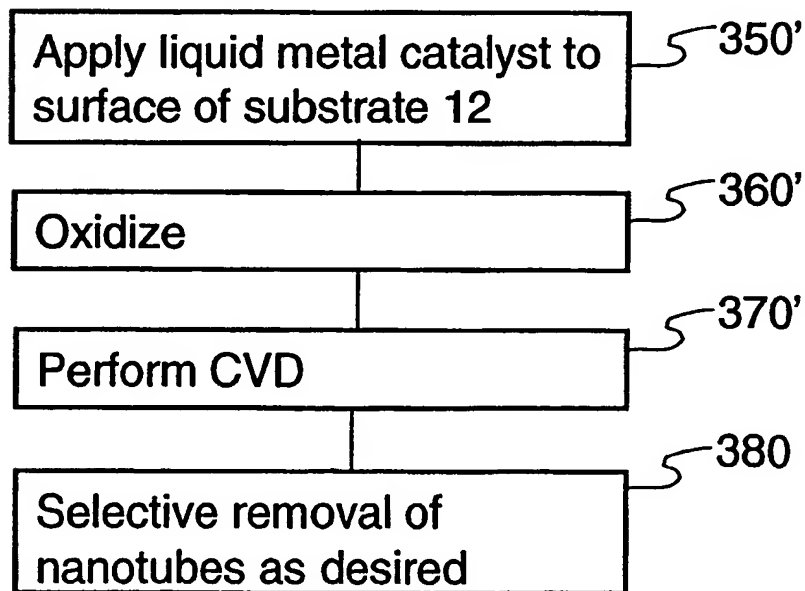 Apply liquid metal catalyst to
surface of substrate 12
350'
Oxidize
360'
Perform CVD
370'
Selective removal of
nanotubes as desired
380